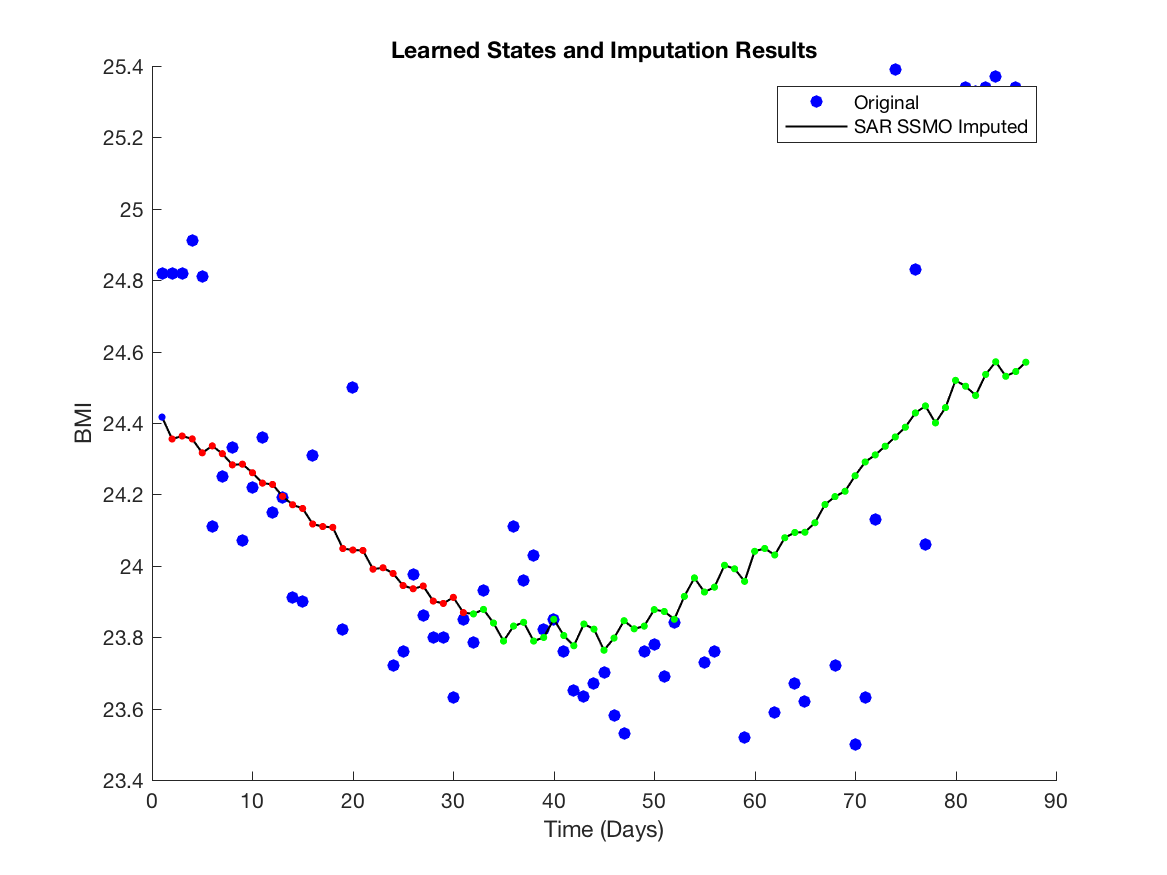 Learned States and Imputation Results
25.4
25.2
25
24.8
24.6
24.4
24.2
24
23.8
23.6
23.4
BMI
Original
SAR SSMO Imputed
0 10 20 30 40 50 60 70 80 90
Time (Days)